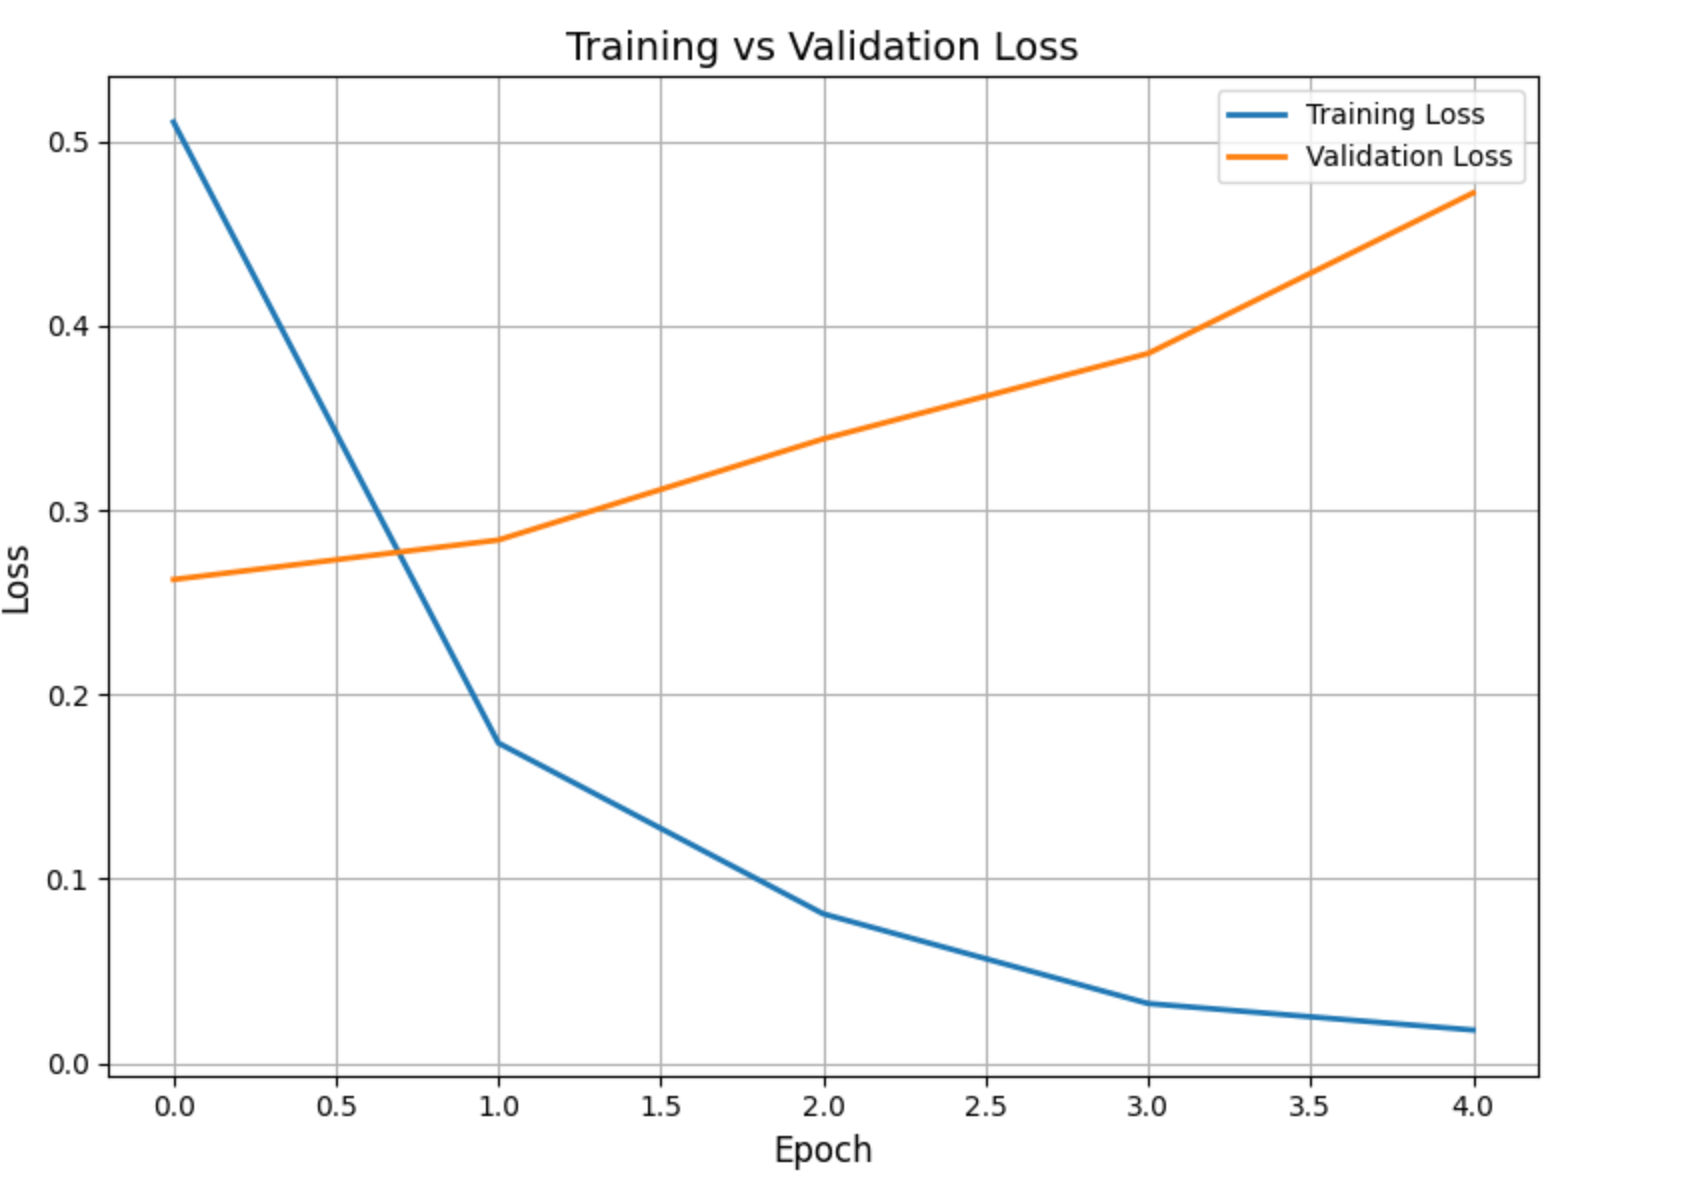 Training vs Validation Loss
Training Loss
Validation Loss
0.5
0.4
0.3
0.2
0.1
0.0
Loss
0.0 0.5 1.0 1.5 2.0 2.5 3.0 3.5 4.0
Epoch